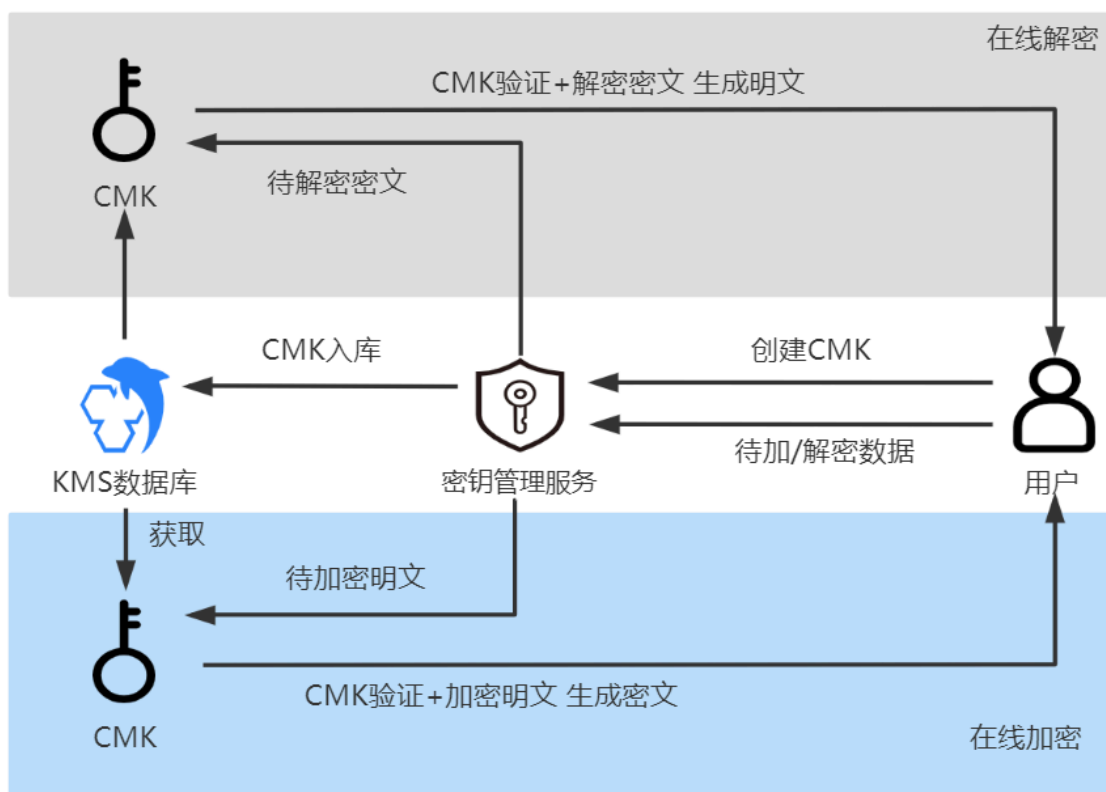 在线解密
CMK验证+解密密文 生成明文
待解密密文
CMK
CMK入库
创建CMK
待加/解密数据
KMS数据库
密钥管理服务
用户
获取
待加密明文
CMK验证+加密明文 生成密文
CMK
在线加密